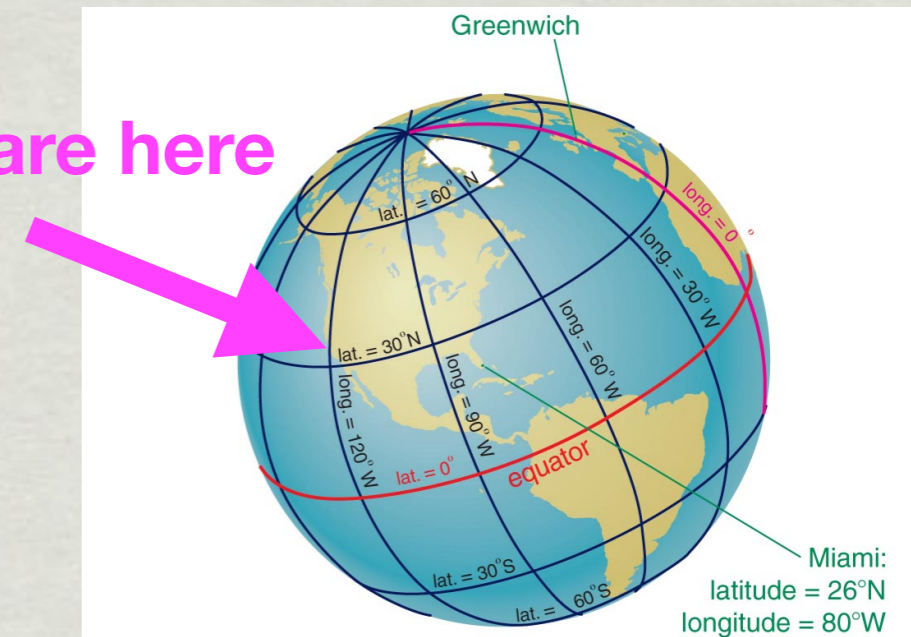 Greenwich
are here
lat. = 60° N
long. = 0°
long. = 30° W
lat. = 30°N
long. = 60° W
long. = 90° W
long. = 120° W
lat. = 0°
equator
lat. = 30°S
lat. = 60°S
Miami:
latitude = 26°N
longitude = 80°W